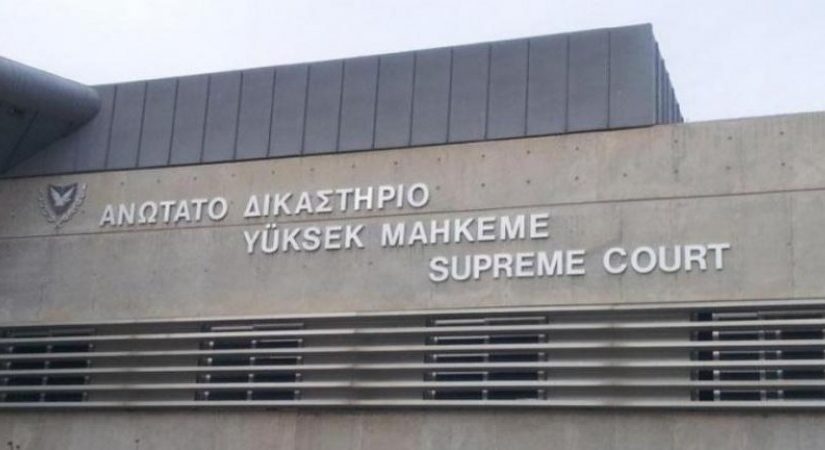 ΑΝΩΤΑΤΟ ΔΙΚΑΣΤΗΡΙΟ
YÜKSEK MAHKEME
SUPREME COURT